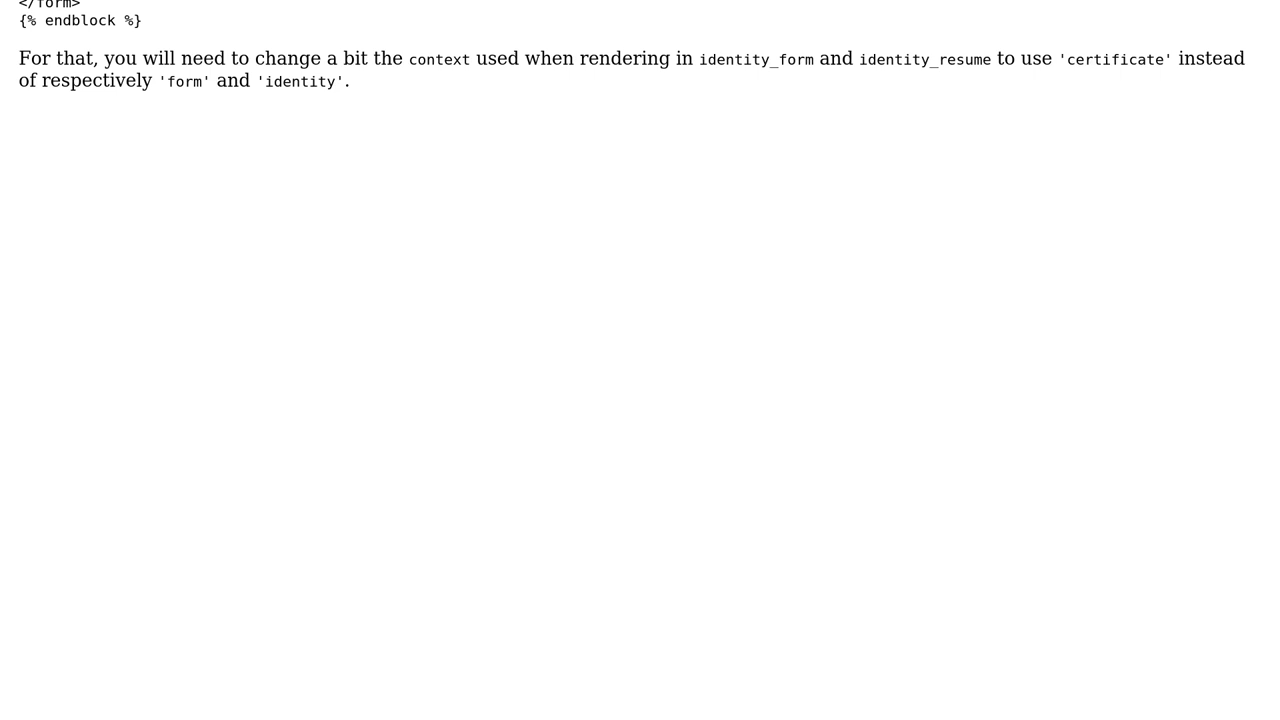 </form>
{% endblock %}
For that, you will need to change a bit the context used when rendering in identity_form and identity_resume to use 'certificate' instead
of respectively 'form' and 'identity'.